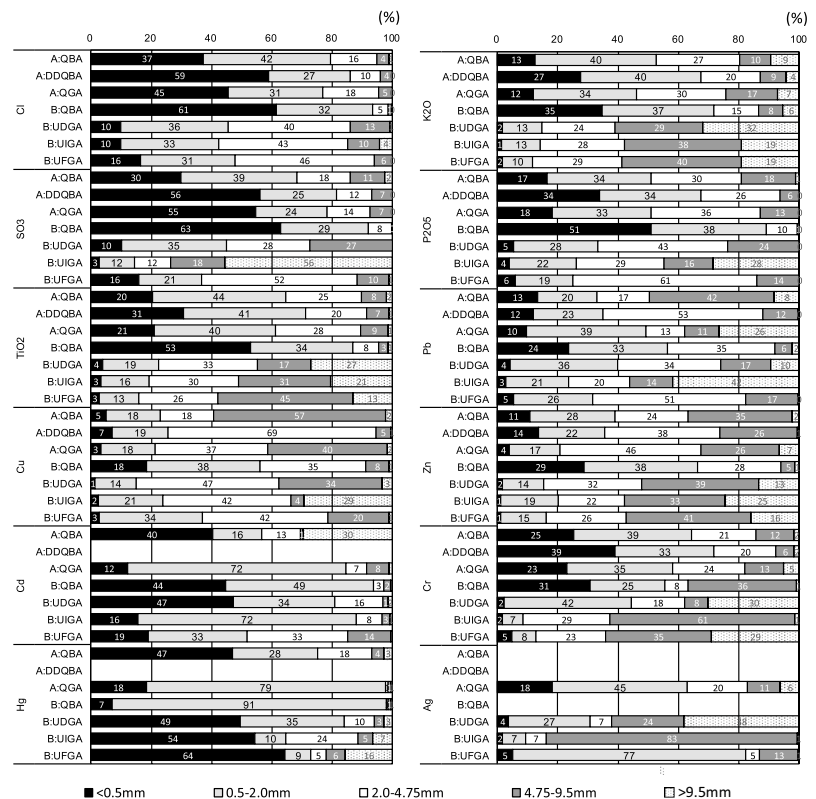 (%)
0 20 40 60 80 100
Cl
A:QBA 37 42 16 4
A:DDQBA 59 27 10 4
A:QGA 45 31 18 5
B:QBA 61 32 5
B:UDGA 10 36 40 13
B:UIGA 10 33 43 10 4
B:UFGA 16 31 46 6
SO3
A:QBA 30 39 18 11 2
A:DDQBA 56 25 12 7
A:QGA 55 24 14 7
B:QBA 63 29 8
B:UDGA 10 35 28 27
B:UIGA 3 12 12 18 56
B:UFGA 16 21 52 10
TiO2
A:QBA 20 44 25 8 2
A:DDQBA 31 41 20 7
A:QGA 21 40 28 9
B:QBA 53 34 8 3
B:UDGA 4 19 33 17 27
B:UIGA 3 16 30 31 21
B:UFGA 3 13 26 45 13
Cu
A:QBA 5 18 18 57 2
A:DDQBA 7 19 69 5
A:QGA 3 18 37 40 2
B:QBA 18 38 35 8
B:UDGA 1 14 47 34 3
B:UIGA 2 21 42 4 29
B:UFGA 3 34 42 20
Cd
A:QBA 40 16 13 1 30
A:DDQBA
A:QGA 12 72 7 8
B:QBA 44 49 3 2
B:UDGA 47 34 16
B:UIGA 16 72 8 3
B:UFGA 19 33 33 14
Hg
A:QBA 47 28 18 4 3
A:DDQBA
A:QGA 18 79
B:QBA 7 91
B:UDGA 49 35 10 3 3
B:UIGA 54 10 24 5 7
B:UFGA 64 9 5 6 16
(%)
0 20 40 60 80 100
K2O
A:QBA 13 40 27 10 9
A:DDQBA 27 40 20 9 4
A:QGA 12 34 30 17 7
B:QBA 35 37 15 8 6
B:UDGA 2 13 24 29 32
B:UIGA 1 13 28 38 19
B:UFGA 2 10 29 40 19
P2O5
A:QBA 17 34 30 18
A:DDQBA 34 34 26 6
A:QGA 18 33 36 13
B:QBA 51 38 10
B:UDGA 5 28 43 24
B:UIGA 4 22 29 16 28
B:UFGA 6 19 61 14
Pb
A:QBA 13 20 17 42 8
A:DDQBA 12 23 53 12
A:QGA 10 39 13 11 26
B:QBA 24 33 35 6 2
B:UDGA 4 36 34 17 10
B:UIGA 3 21 20 14 42
B:UFGA 5 26 51 17
Zn
A:QBA 11 28 24 35 2
A:DDQBA 14 22 38 26
A:QGA 4 17 46 26 7
B:QBA 29 38 28 5
B:UDGA 2 14 32 39 13
B:UIGA 1 19 22 33 25
B:UFGA 1 15 26 41 16
Cr
A:QBA 25 39 21 12 2
A:DDQBA 39 33 20 6 2
A:QGA 23 35 24 13 5
B:QBA 31 25 8 36
B:UDGA 2 42 18 8 30
B:UIGA 2 7 29 61
B:UFGA 5 8 23 35 29
Ag
A:QBA
A:DDQBA
A:QGA 18 45 20 11 6
B:QBA
B:UDGA 4 27 7 24 38
B:UIGA 2 7 7 83
B:UFGA 5 77 5 13
<0.5mm 0.5-2.0mm 2.0-4.75mm 4.75-9.5mm >9.5mm